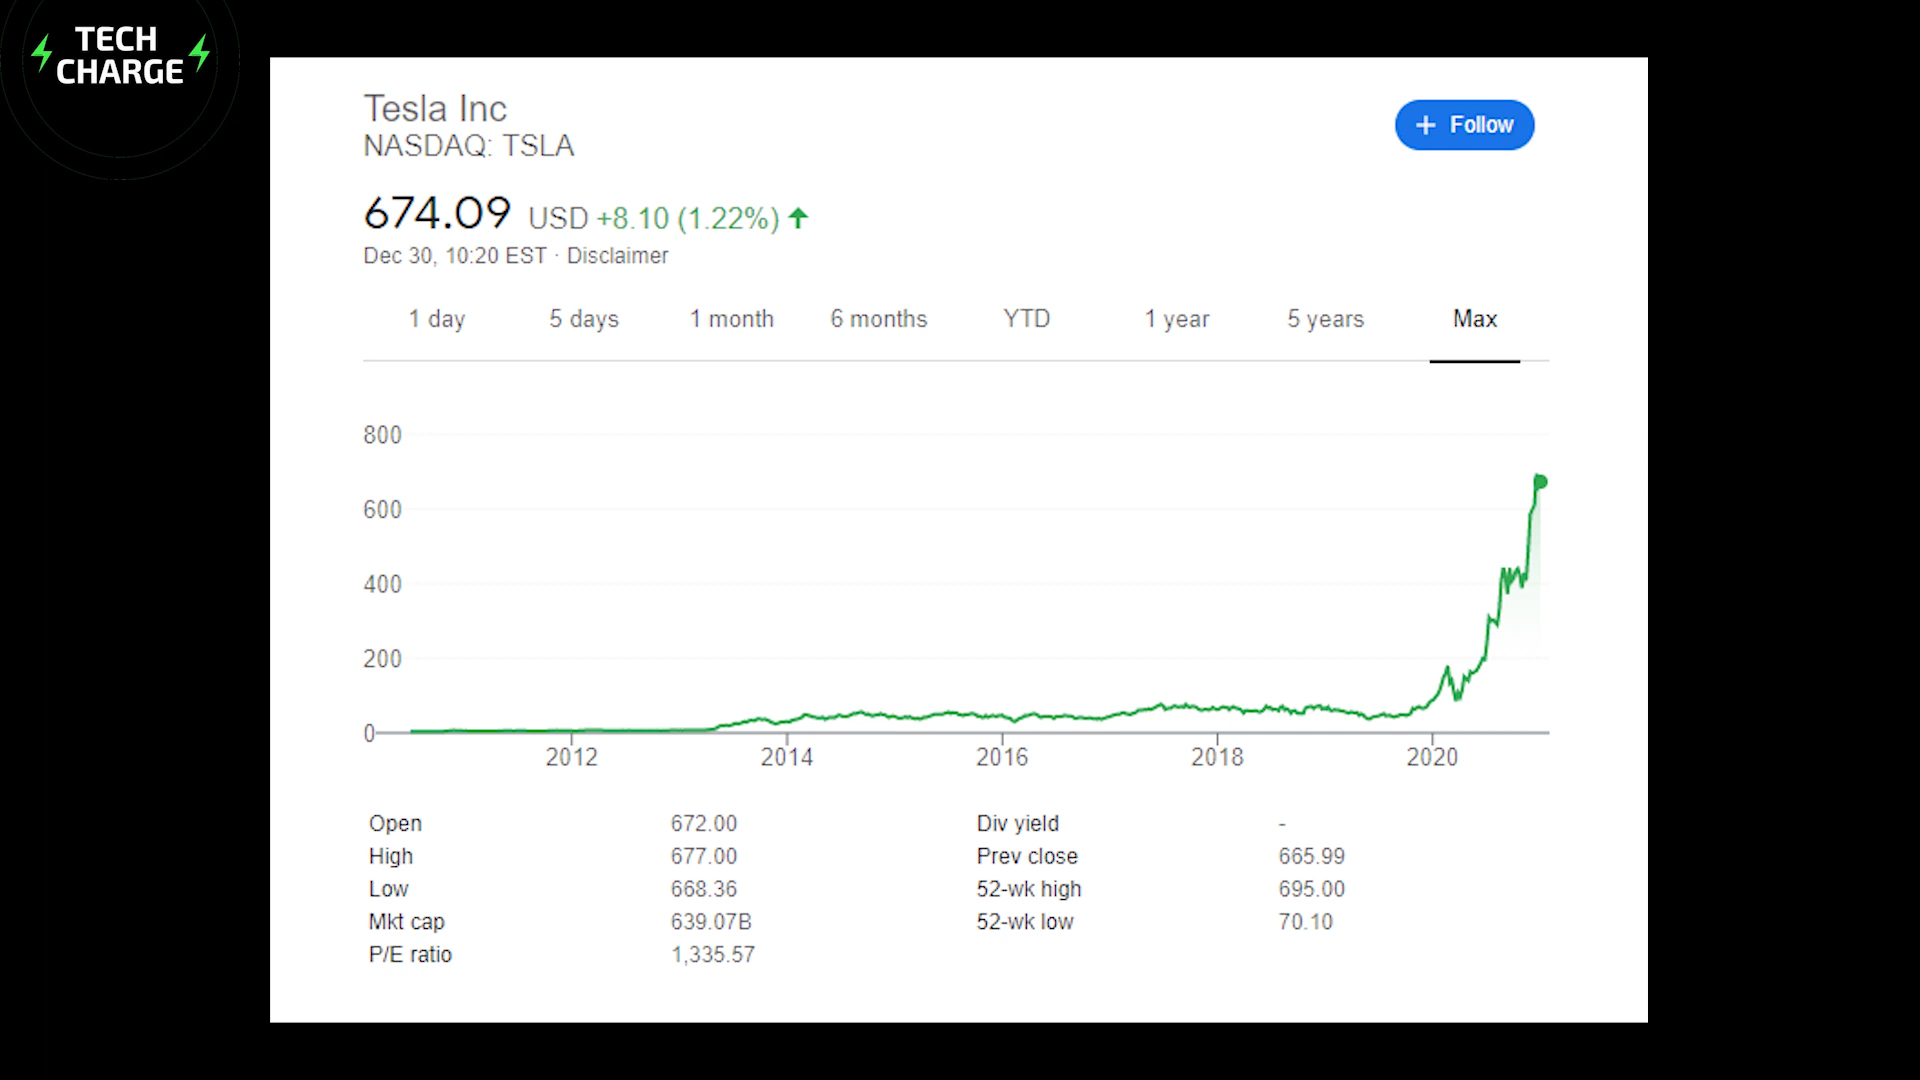 TECH
CHARGE
Tesla Inc
NASDAQ: TSLA
+ Follow
674.09 USD +8.10 (1.22%)
Dec 30, 10:20 EST · Disclaimer
1 day 5 days 1 month 6 months YTD 1 year 5 years Max
800
600
400
200
0
2012 2014 2016 2018 2020
Open 672.00 Div yield -
High 677.00 Prev close 665.99
Low 668.36 52-wk high 695.00
Mkt cap 639.07B 52-wk low 70.10
P/E ratio 1,335.57